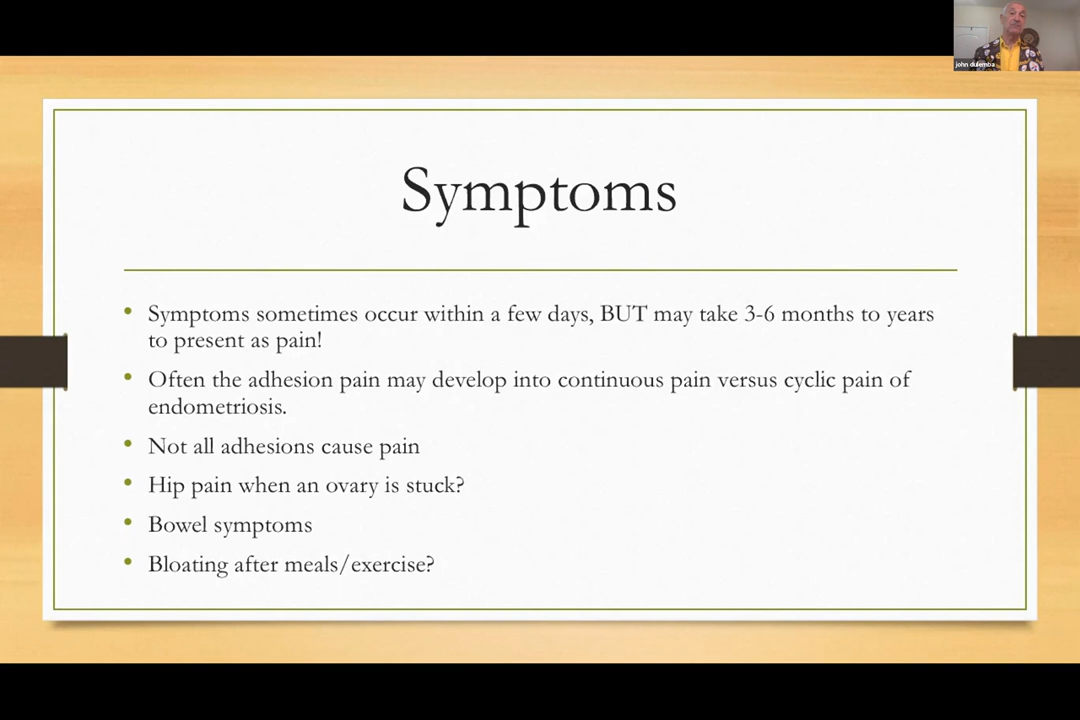 john dulemba
Symptoms
• Symptoms sometimes occur within a few days, BUT may take 3-6 months to years
to present as pain!
• Often the adhesion pain may develop into continuous pain versus cyclic pain of
endometriosis.
• Not all adhesions cause pain
• Hip pain when an ovary is stuck?
• Bowel symptoms
• Bloating after meals/exercise?